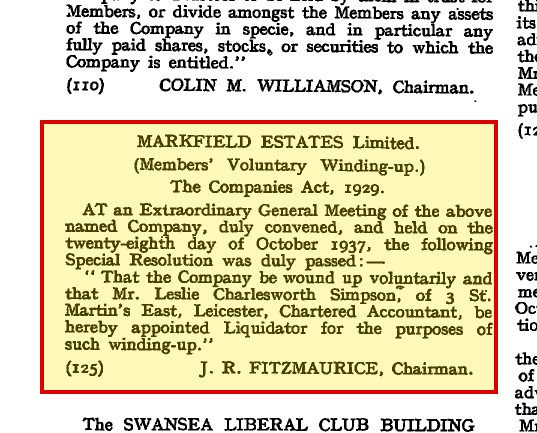 Members, or divide amongst the Members any assets
of the Company in specie, and in particular any
fully paid shares, stocks, or securities to which the
Company is entitled.”
(110) COLIN M. WILLIAMSON, Chairman.
MARKFIELD ESTATES Limited.
(Members’ Voluntary Winding-up.)
The Companies Act, 1929.
AT an Extraordinary General Meeting of the above
named Company, duly convened, and held on the
twenty-eighth day of October 1937, the following
Special Resolution was duly passed:—
“ That the Company be wound up voluntarily and
that Mr. Leslie Charlesworth Simpson, of 3 St.
Martin’s East, Leicester, Chartered Accountant, be
hereby appointed Liquidator for the purposes of
such winding-up.”
(125) J. R. FITZMAURICE, Chairman.
The SWANSEA LIBERAL CLUB BUILDING